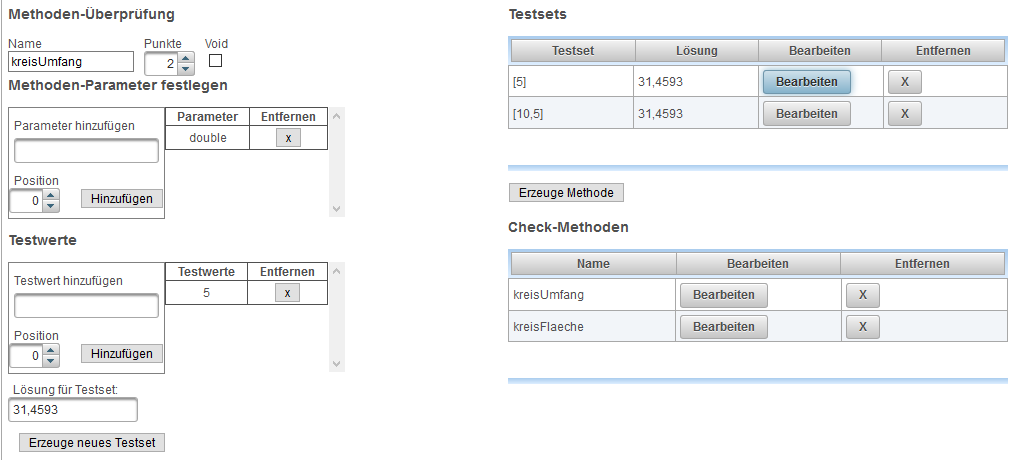 Methoden-Überprüfung
Name Punkte Void
kreisUmfang 2
Methoden-Parameter festlegen
Parameter hinzufügen
Position
0 Hinzufügen
Parameter Entfernen
double x
Testwerte
Testwert hinzufügen
Position
0 Hinzufügen
Testwerte Entfernen
5 x
Lösung für Testset:
31,4593
Erzeuge neues Testset
Testsets
Testset Lösung Bearbeiten Entfernen
[5] 31,4593 Bearbeiten X
[10,5] 31,4593 Bearbeiten X
Erzeuge Methode
Check-Methoden
Name Bearbeiten Entfernen
kreisUmfang Bearbeiten X
kreisFlaeche Bearbeiten X